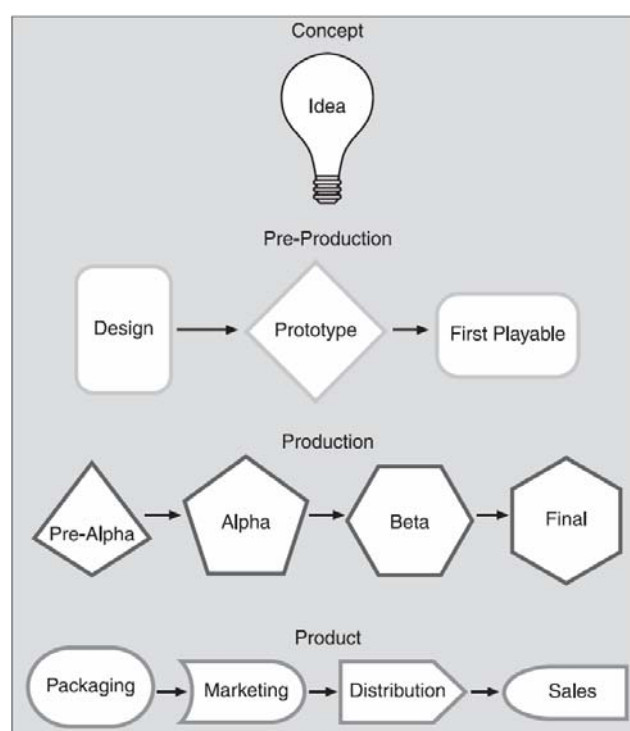 Concept
Idea
Pre-Production
Design
Prototype
First Playable
Production
Pre-Alpha
Alpha
Beta
Final
Product
Packaging
Marketing
Distribution
Sales